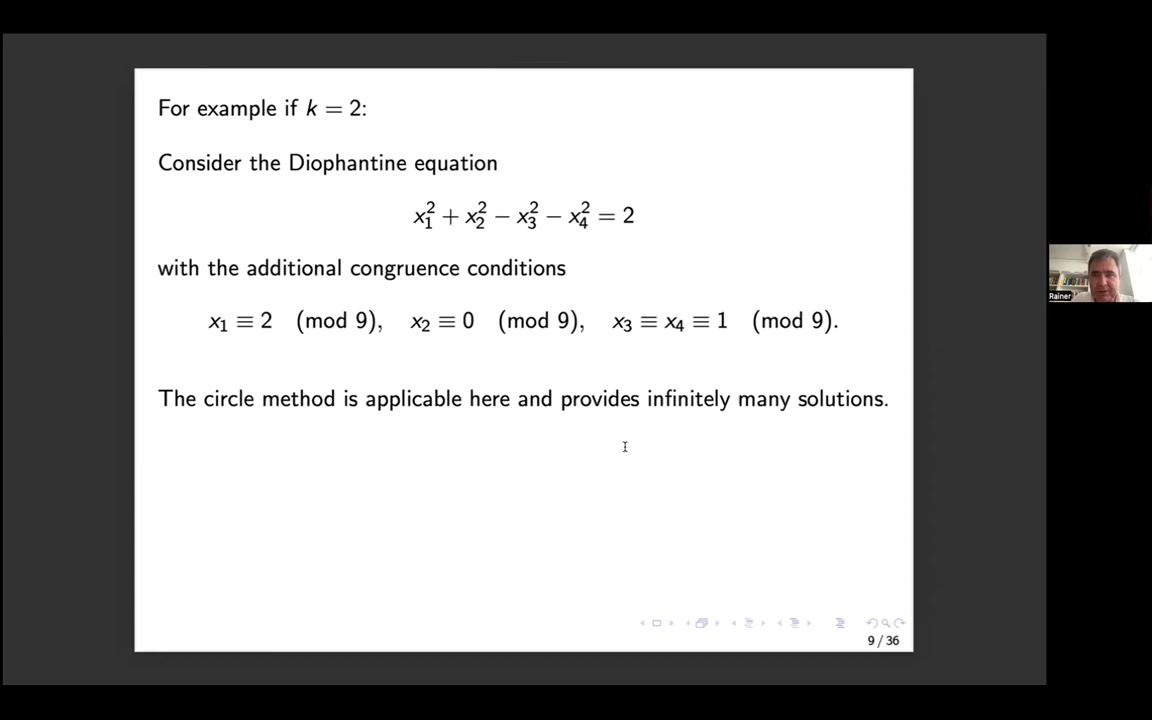 For example if k = 2:
Consider the Diophantine equation
x₁² + x₂² − x₃² − x₄² = 2
with the additional congruence conditions
x₁ ≡ 2 (mod 9), x₂ ≡ 0 (mod 9), x₃ ≡ x₄ ≡ 1 (mod 9).
Rainer
The circle method is applicable here and provides infinitely many solutions.
9 / 36